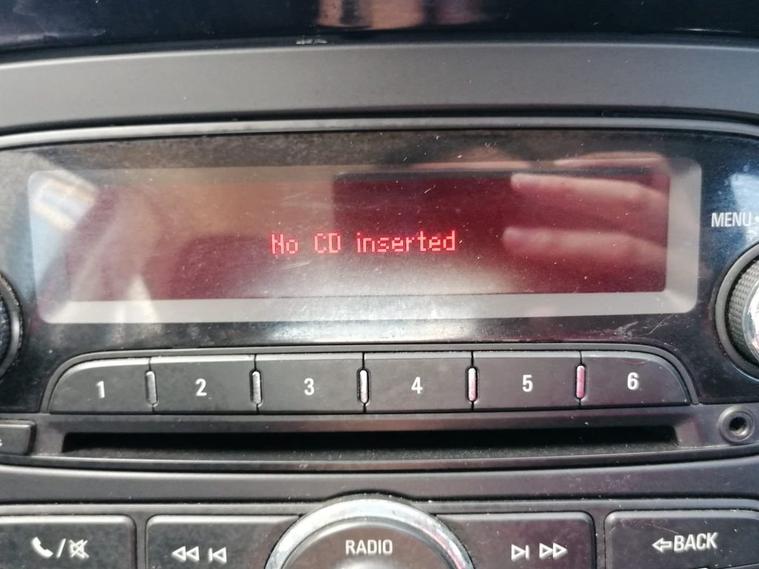 No CD inserted
MENU
1 2 3 4 5 6
RADIO
BACK